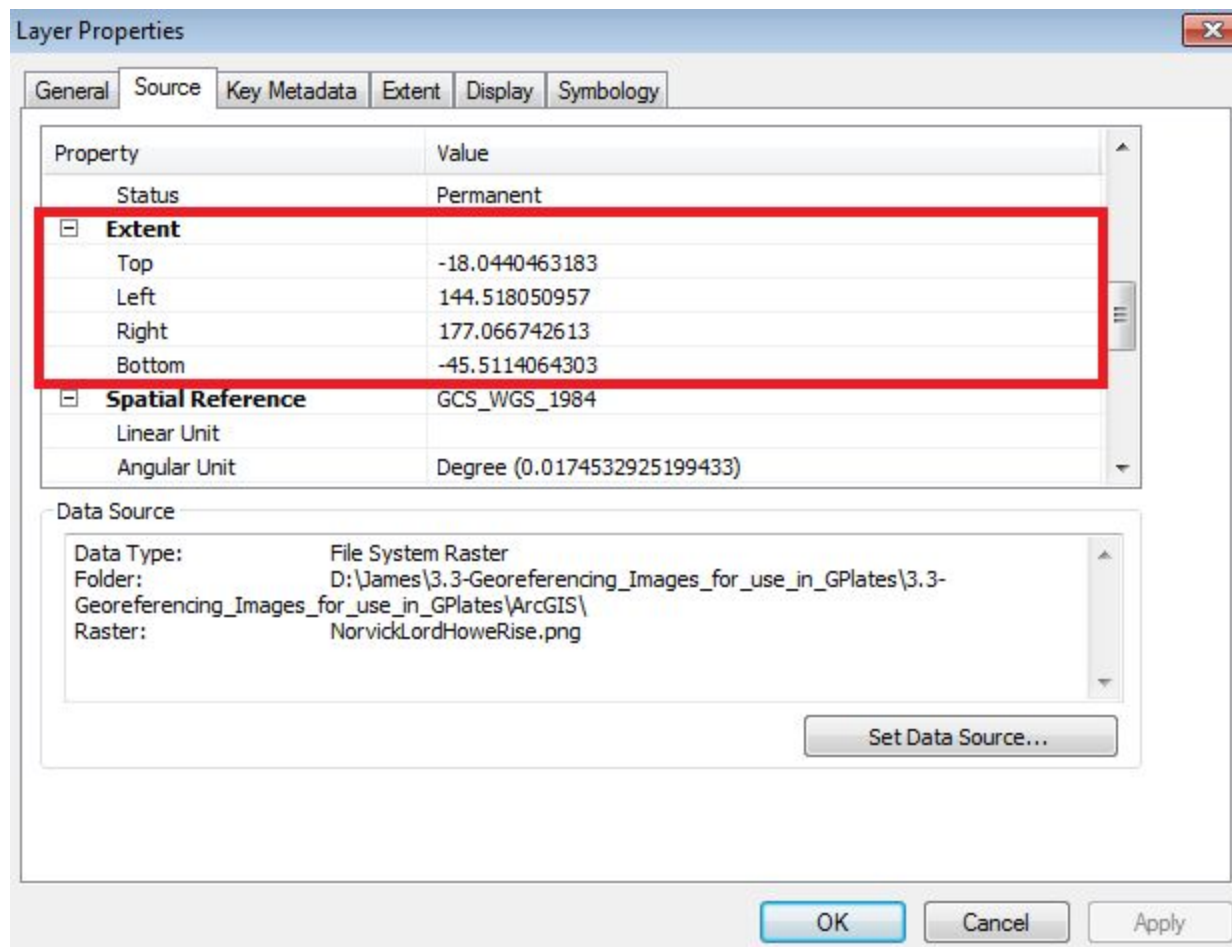 Layer Properties
General Source Key Metadata Extent Display Symbology
Property Value
Status Permanent
Extent
Top -18.0440463183
Left 144.518050957
Right 177.066742613
Bottom -45.5114064303
Spatial Reference GCS_WGS_1984
Linear Unit
Angular Unit Degree (0.0174532925199433)
Data Source
Data Type: File System Raster
Folder: D:\James\3.3-Georeferencing_Images_for_use_in_GPlates\3.3-
Georeferencing_Images_for_use_in_GPlates\ArcGIS\
Raster: NorvickLordHoweRise.png
Set Data Source...
OK Cancel Apply